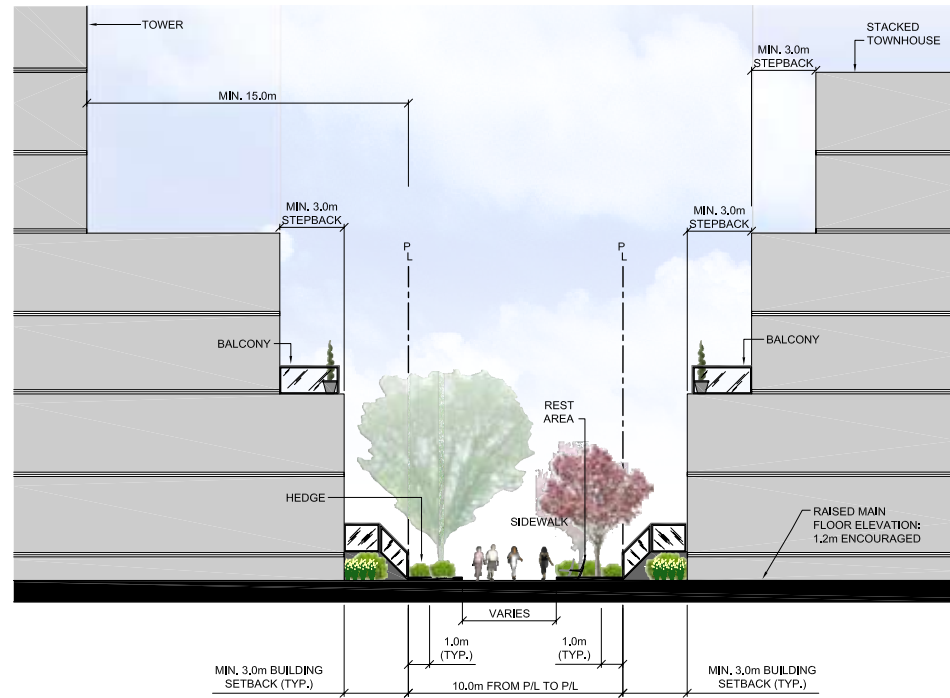 TOWER
STACKED
TOWNHOUSE
MIN. 3.0m
STEPBACK
MIN. 15.0m
MIN. 3.0m
STEPBACK
MIN. 3.0m
STEPBACK
P
L
P
L
BALCONY
BALCONY
REST
AREA
HEDGE
SIDEWALK
RAISED MAIN
FLOOR ELEVATION:
1.2m ENCOURAGED
VARIES
1.0m
(TYP.)
1.0m
(TYP.)
MIN. 3.0m BUILDING
SETBACK (TYP.)
10.0m FROM P/L TO P/L
MIN. 3.0m BUILDING
SETBACK (TYP.)